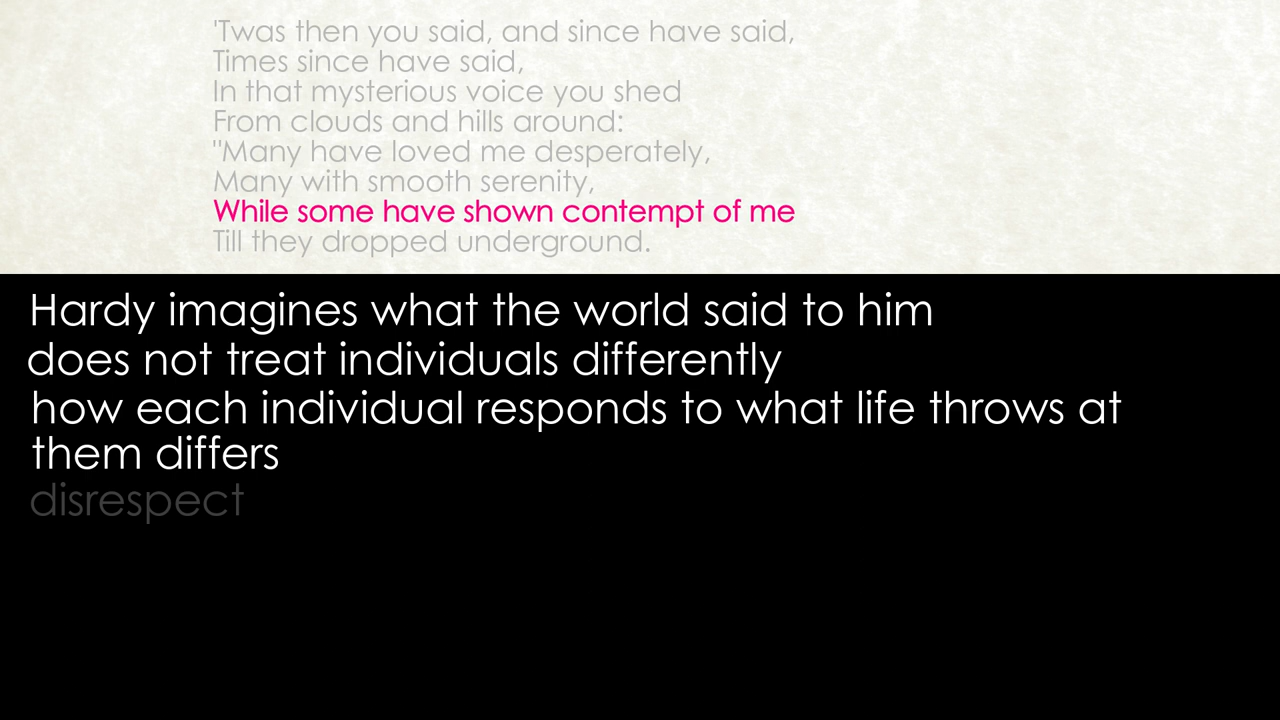 'Twas then you said, and since have said,
Times since have said,
In that mysterious voice you shed
From clouds and hills around:
"Many have loved me desperately,
Many with smooth serenity,
While some have shown contempt of me
Till they dropped underground.
Hardy imagines what the world said to him
does not treat individuals differently
how each individual responds to what life throws at
them differs
disrespect